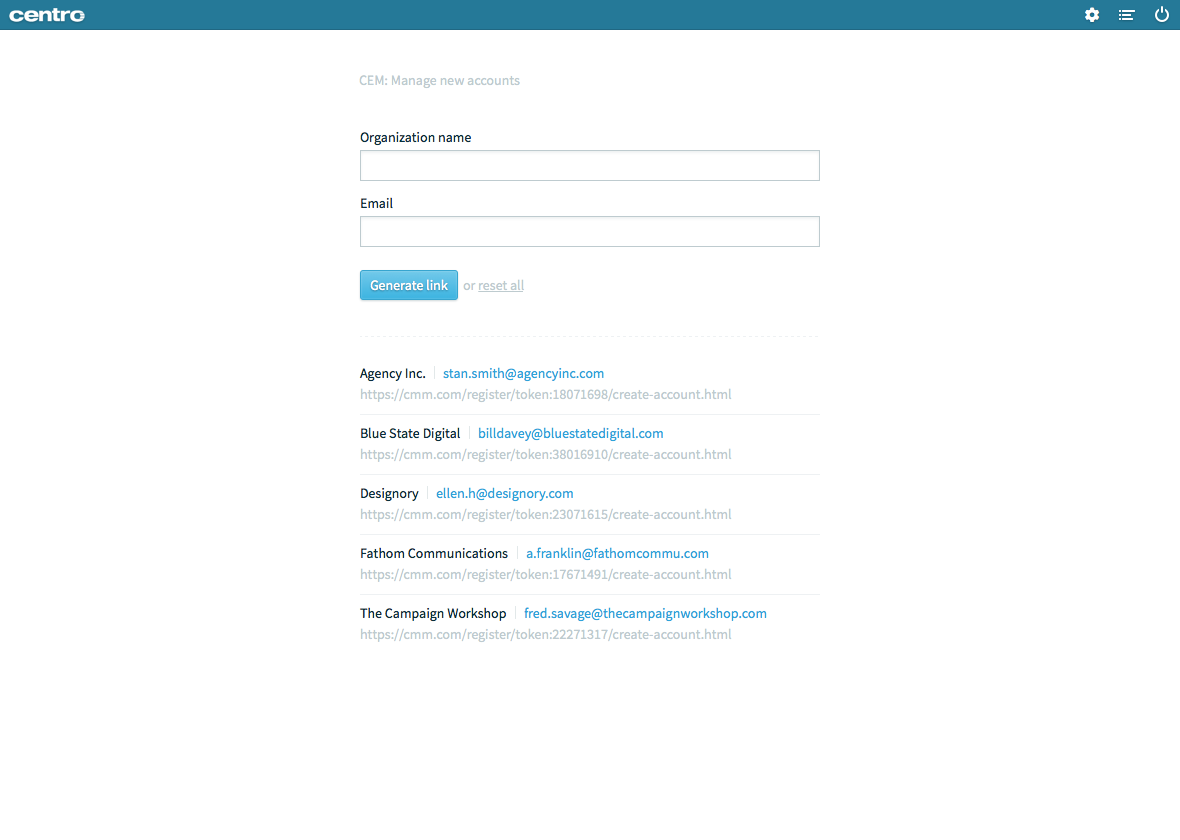 centro
CEM: Manage new accounts
Organization name
Email
Generate link or reset all
Agency Inc. stan.smith@agencyinc.com
https://cmm.com/register/token:18071698/create-account.html
Blue State Digital billdavey@bluestatedigital.com
https://cmm.com/register/token:38016910/create-account.html
Designory ellen.h@designory.com
https://cmm.com/register/token:23071615/create-account.html
Fathom Communications a.franklin@fathomcommu.com
https://cmm.com/register/token:17671491/create-account.html
The Campaign Workshop fred.savage@thecampaignworkshop.com
https://cmm.com/register/token:22271317/create-account.html